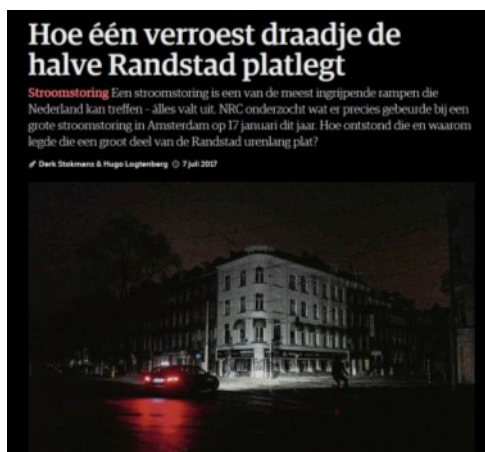 Hoe één verroest draadje de
halve Randstad platlegt
Stroomstoring Een stroomstoring is een van de meest ingrijpende rampen die
Nederland kan treffen – álles valt uit. NRC onderzocht wat er precies gebeurde bij een
grote stroomstoring in Amsterdam op 17 januari dit jaar. Hoe ontstond die en waarom
legde die een groot deel van de Randstad urenlang plat?
Derk Stokmans & Hugo Logtenberg 7 juli 2017